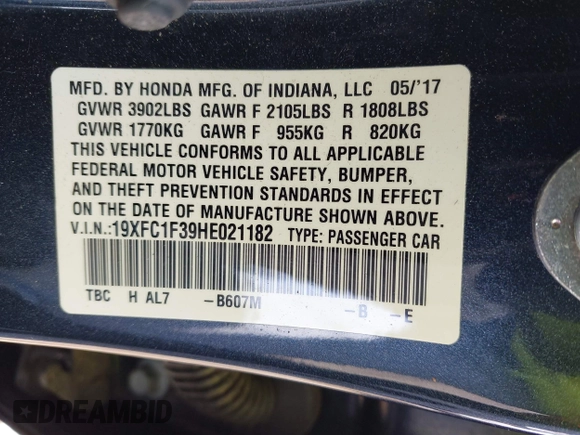 MFD. BY HONDA MFG. OF INDIANA, LLC 05/'17
GVWR 3902LBS GAWR F 2105LBS R 1808LBS
GVWR 1770KG GAWR F 955KG R 820KG
THIS VEHICLE CONFORMS TO ALL APPLICABLE
FEDERAL MOTOR VEHICLE SAFETY, BUMPER,
AND THEFT PREVENTION STANDARDS IN EFFECT
ON THE DATE OF MANUFACTURE SHOWN ABOVE.
V.I.N.:19XFC1F39HE021182 TYPE: PASSENGER CAR
TBC H AL7 -B607M -B -E
DREAMBID